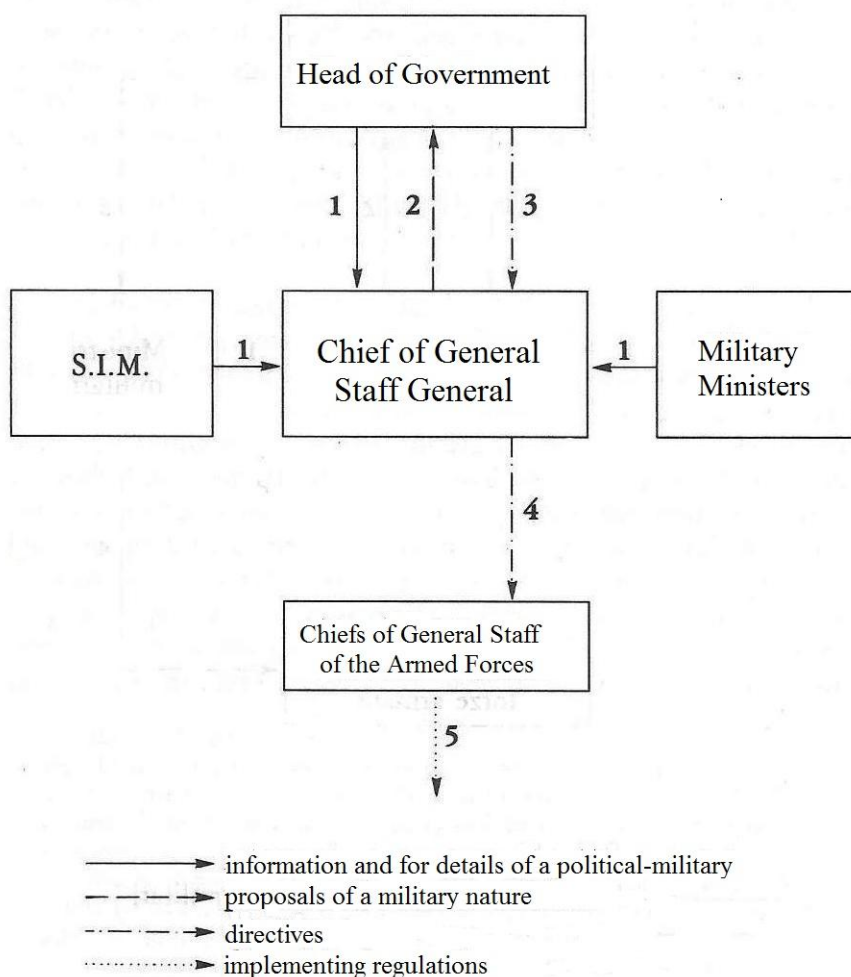 Head of Government
1
2
3
S.I.M.
1
Chief of General
Staff General
1
Military
Ministers
4
Chiefs of General Staff
of the Armed Forces
5
information and for details of a political-military
proposals of a military nature
directives
implementing regulations